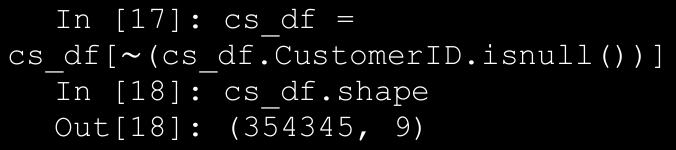 In [17]: cs_df =
cs_df[~(cs_df.CustomerID.isnull())]
In [18]: cs_df.shape
Out[18]: (354345, 9)